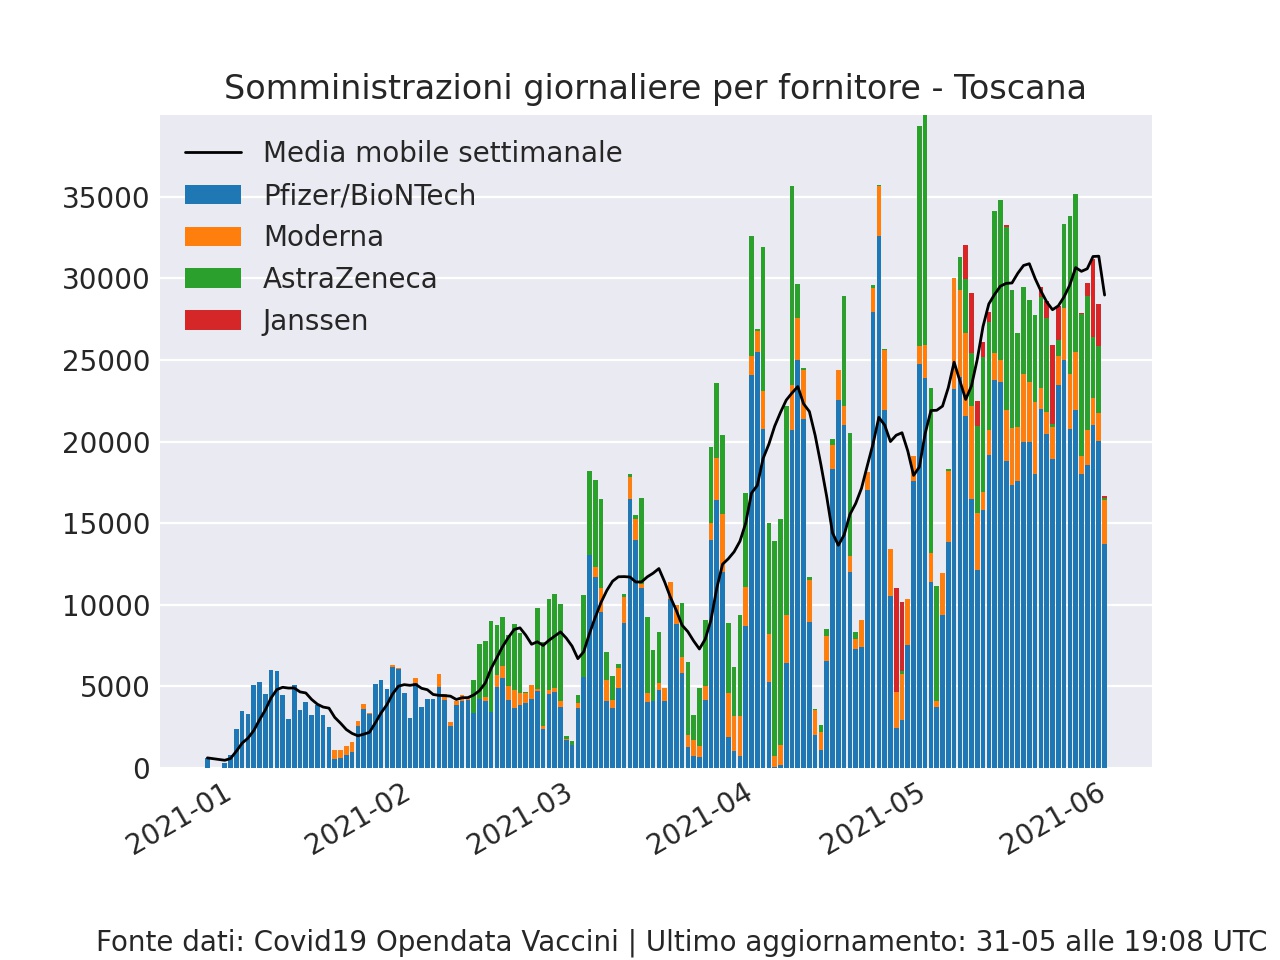 Somministrazioni giornaliere per fornitore - Toscana
Media mobile settimanale
Pfizer/BioNTech
Moderna
AstraZeneca
Janssen
35000
30000
25000
20000
15000
10000
5000
0
2021-01
2021-02
2021-03
2021-04
2021-05
2021-06
Fonte dati: Covid19 Opendata Vaccini | Ultimo aggiornamento: 31-05 alle 19:08 UTC